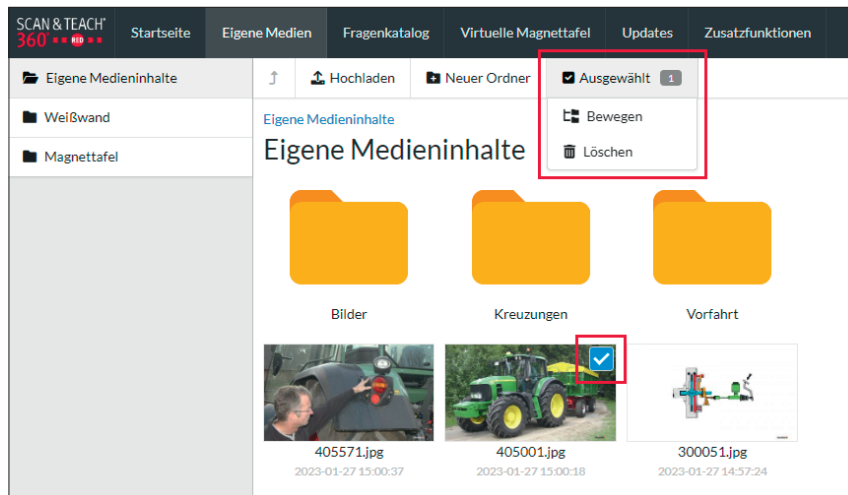 SCAN & TEACH®
360° RED
Startseite
Eigene Medien
Fragenkatalog
Virtuelle Magnettafel
Updates
Zusatzfunktionen
Eigene Medieninhalte
Weißwand
Magnettafel
Hochladen
Neuer Ordner
Ausgewählt 1
Bewegen
Löschen
Eigene Medieninhalte
Eigene Medieninhalte
Bilder
Kreuzungen
Vorfahrt
405571.jpg
2023-01-27 15:00:37
405001.jpg
2023-01-27 15:00:18
300051.jpg
2023-01-27 14:57:24